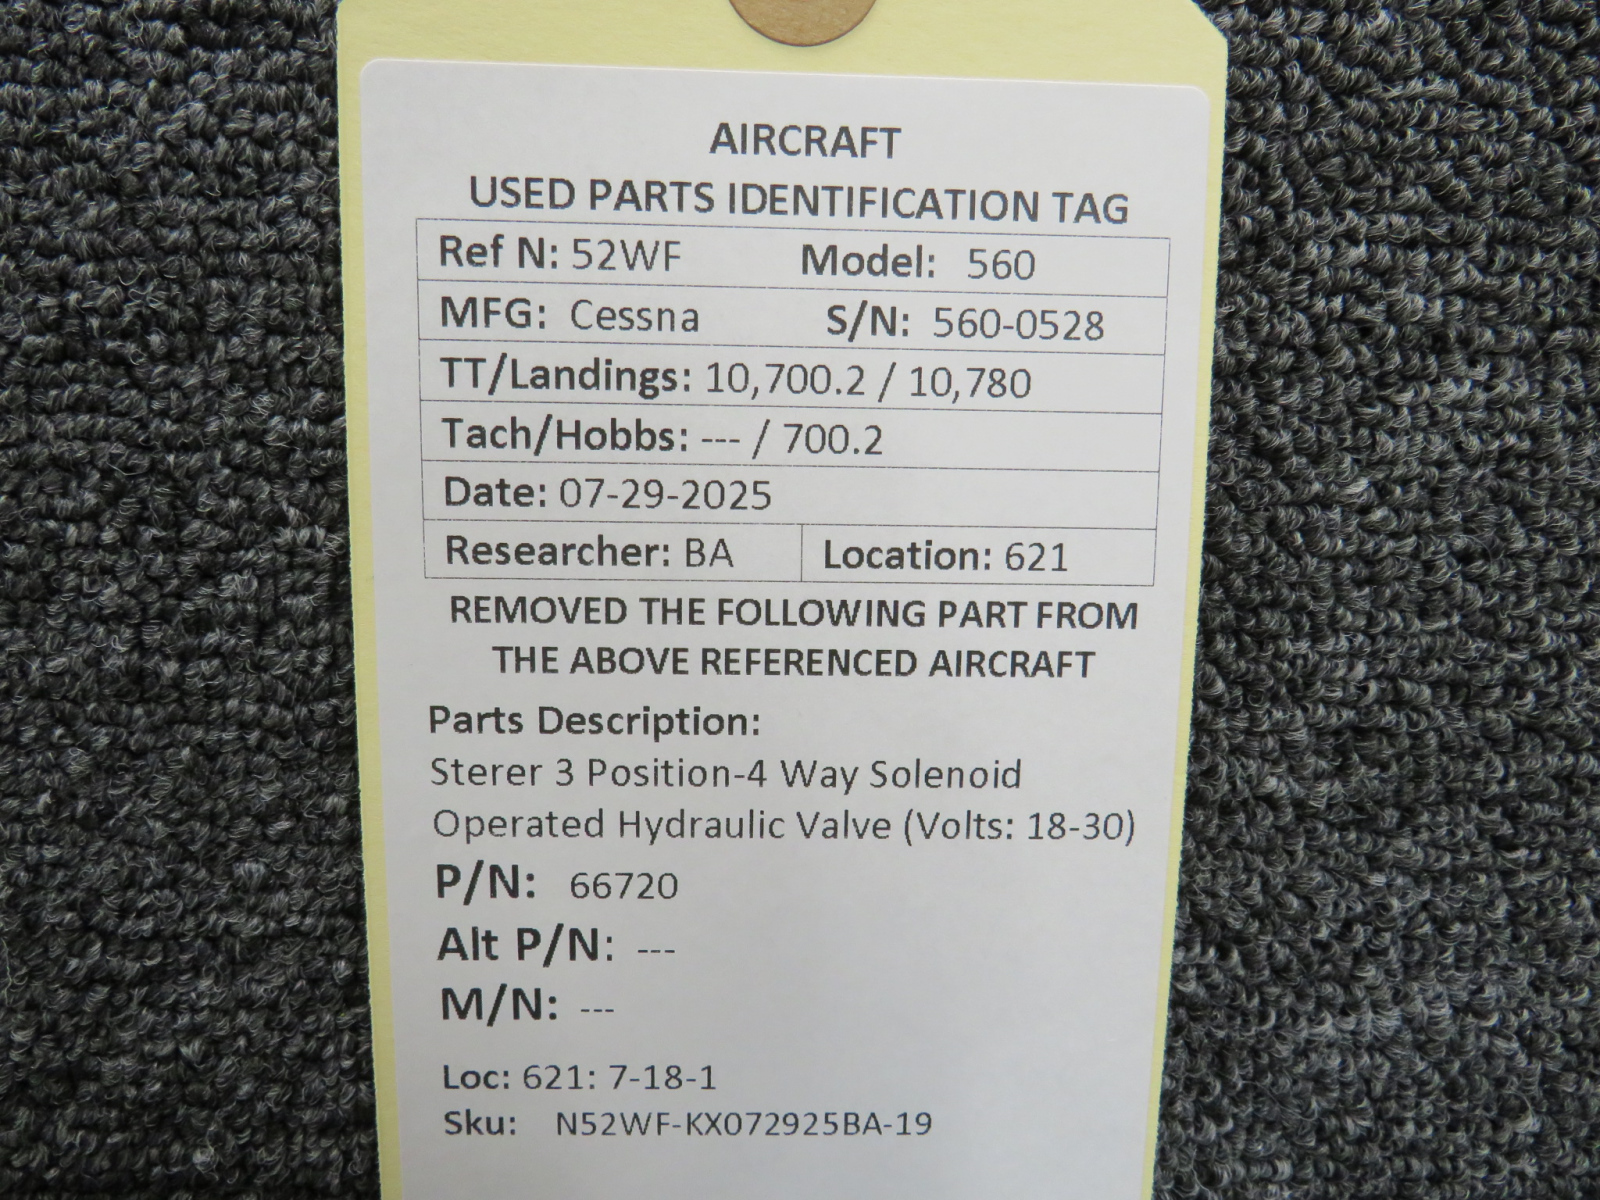 AIRCRAFT
USED PARTS IDENTIFICATION TAG
Ref N: 52WF Model: 560
MFG: Cessna S/N: 560-0528
TT/Landings: 10,700.2 / 10,780
Tach/Hobbs: --- / 700.2
Date: 07-29-2025
Researcher: BA Location: 621
REMOVED THE FOLLOWING PART FROM
THE ABOVE REFERENCED AIRCRAFT
Parts Description:
Sterer 3 Position-4 Way Solenoid
Operated Hydraulic Valve (Volts: 18-30)
P/N: 66720
Alt P/N: ---
M/N: ---
Loc: 621: 7-18-1
Sku: N52WF-KX072925BA-19